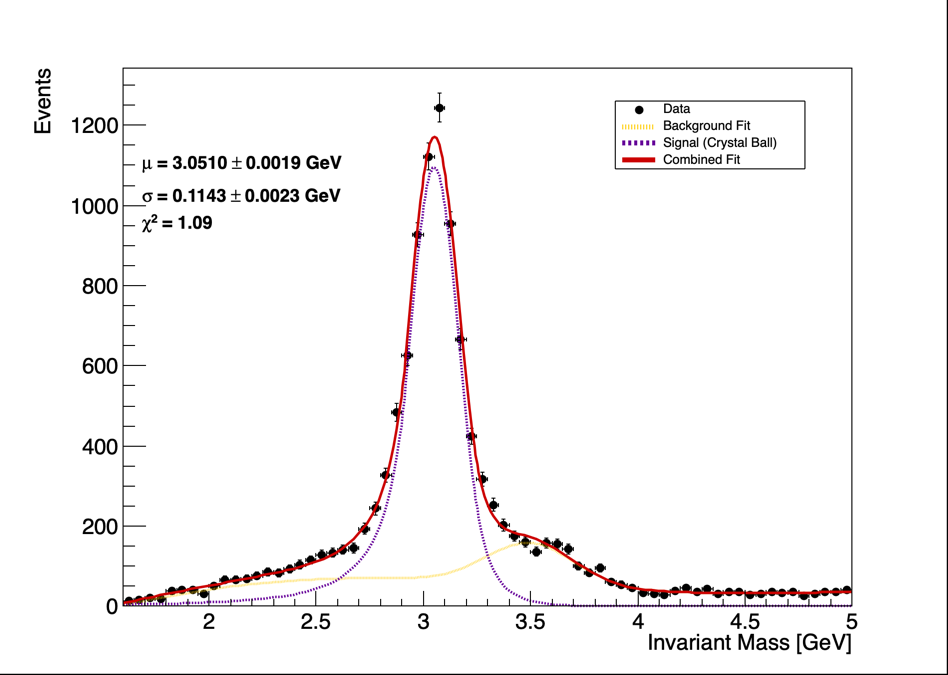 Events
1200
1000
800
600
400
200
0
μ = 3.0510 ± 0.0019 GeV
σ = 0.1143 ± 0.0023 GeV
χ² = 1.09
Data
Background Fit
Signal (Crystal Ball)
Combined Fit
2 2.5 3 3.5 4 4.5 5
Invariant Mass [GeV]